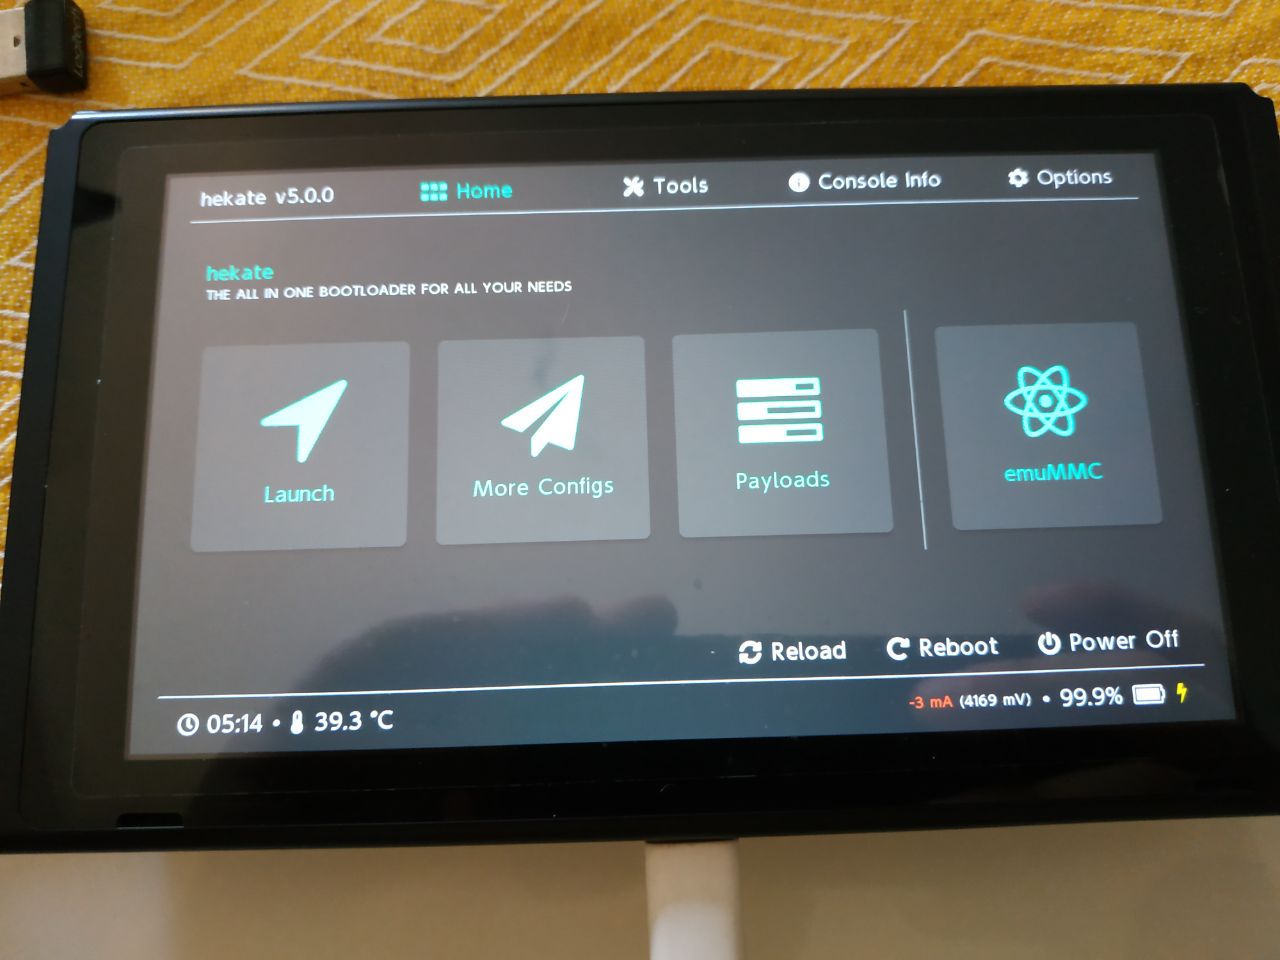 hekate v5.0.0 Home Tools Console Info Options
hekate
THE ALL IN ONE BOOTLOADER FOR ALL YOUR NEEDS
Launch More Configs Payloads emuMMC
Reload Reboot Power Off
05:14 • 39.3 °C -3 mA (4169 mV) • 99.9%